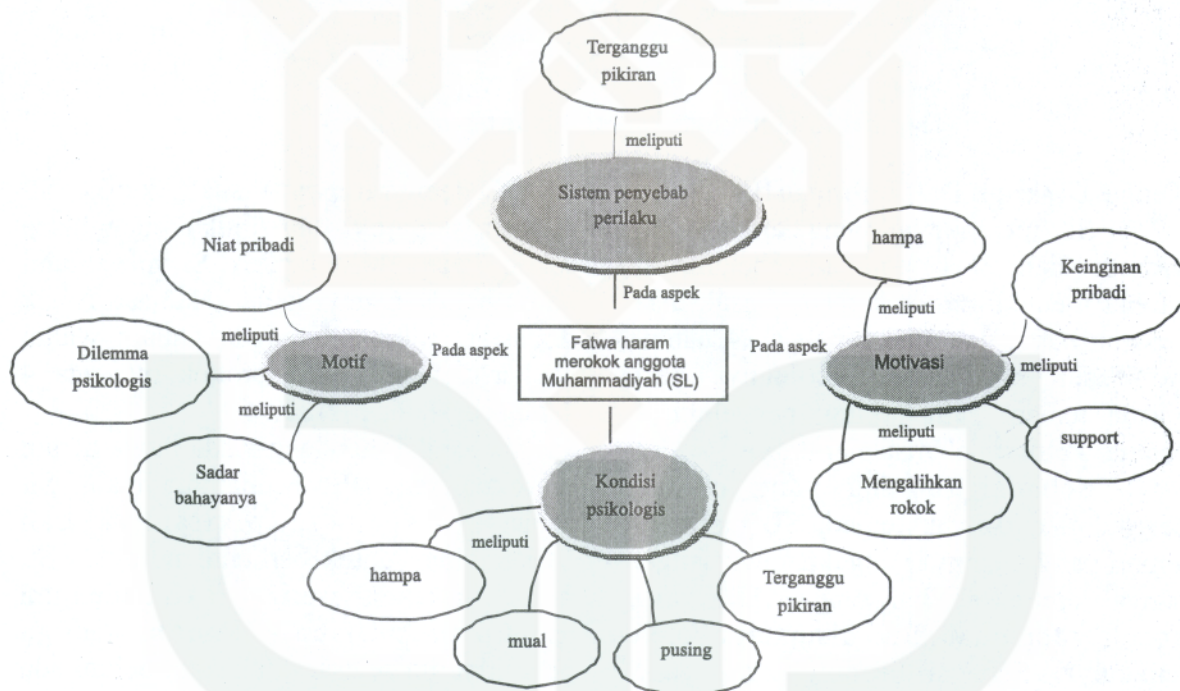 Terganggu
pikiran
meliputi
Sistem penyebab
perilaku
Pada aspek
Niat pribadi
meliputi
Dilemma
psikologis
Motif
Pada aspek
meliputi
Sadar
bahayanya
Fatwa haram
merokok anggota
Muhammadiyah (SL)
hampa
Keinginan
pribadi
meliputi
Pada aspek
Motivasi
meliputi
meliputi
support
Mengalihkan
rokok
Kondisi
psikologis
meliputi
hampa
mual
pusing
Terganggu
pikiran